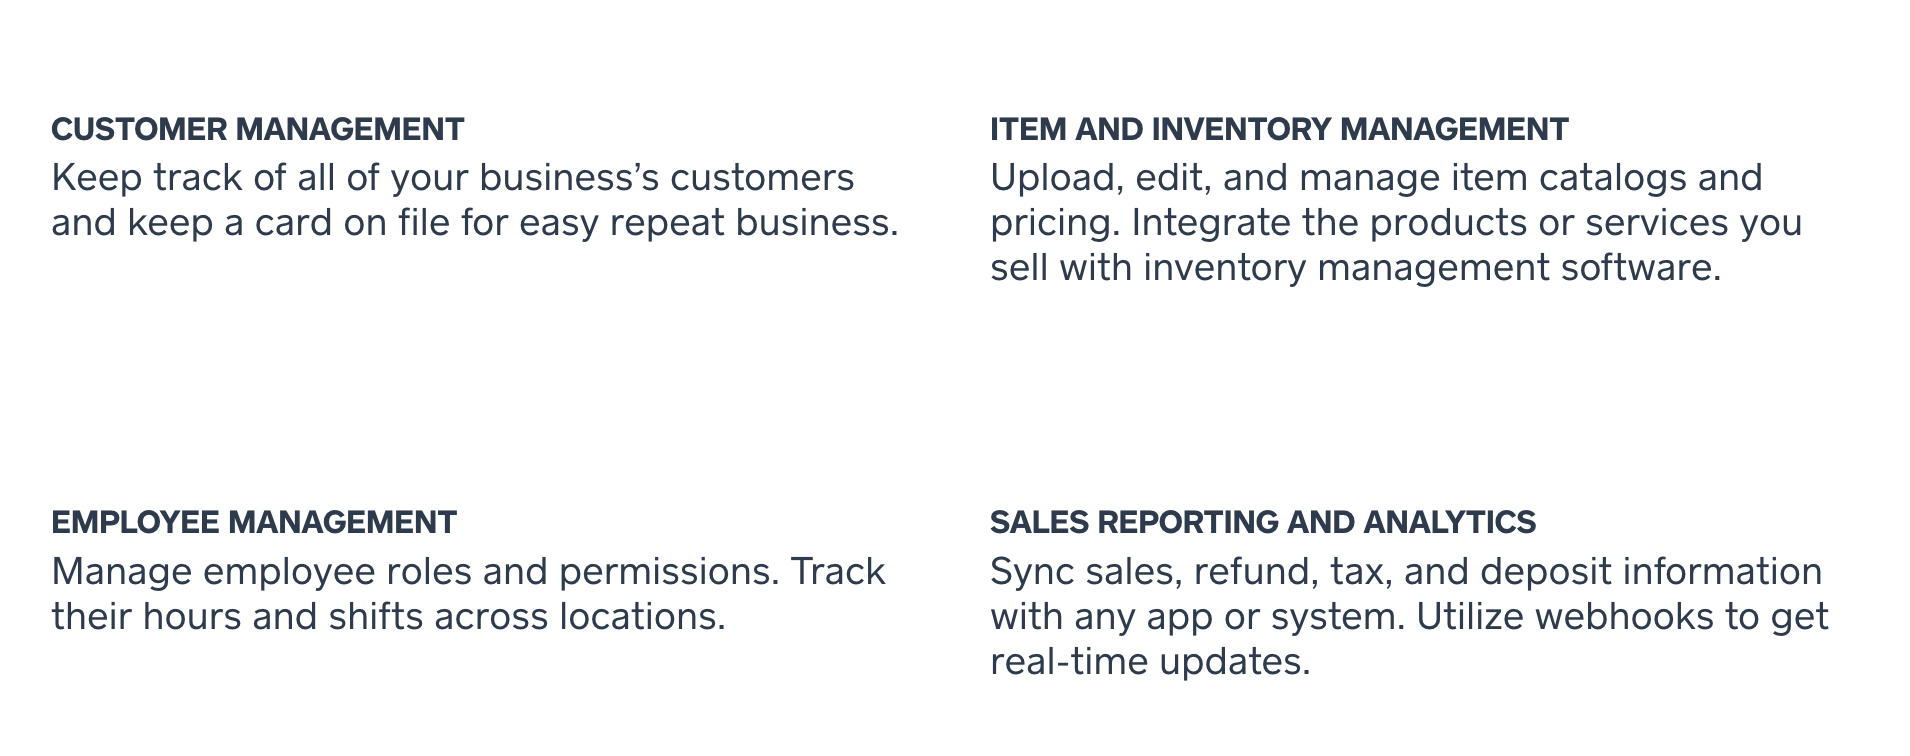 CUSTOMER MANAGEMENT
Keep track of all of your business’s customers
and keep a card on file for easy repeat business.
ITEM AND INVENTORY MANAGEMENT
Upload, edit, and manage item catalogs and
pricing. Integrate the products or services you
sell with inventory management software.
EMPLOYEE MANAGEMENT
Manage employee roles and permissions. Track
their hours and shifts across locations.
SALES REPORTING AND ANALYTICS
Sync sales, refund, tax, and deposit information
with any app or system. Utilize webhooks to get
real-time updates.